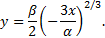 y = β/2 (−3x/α)^{2/3}.